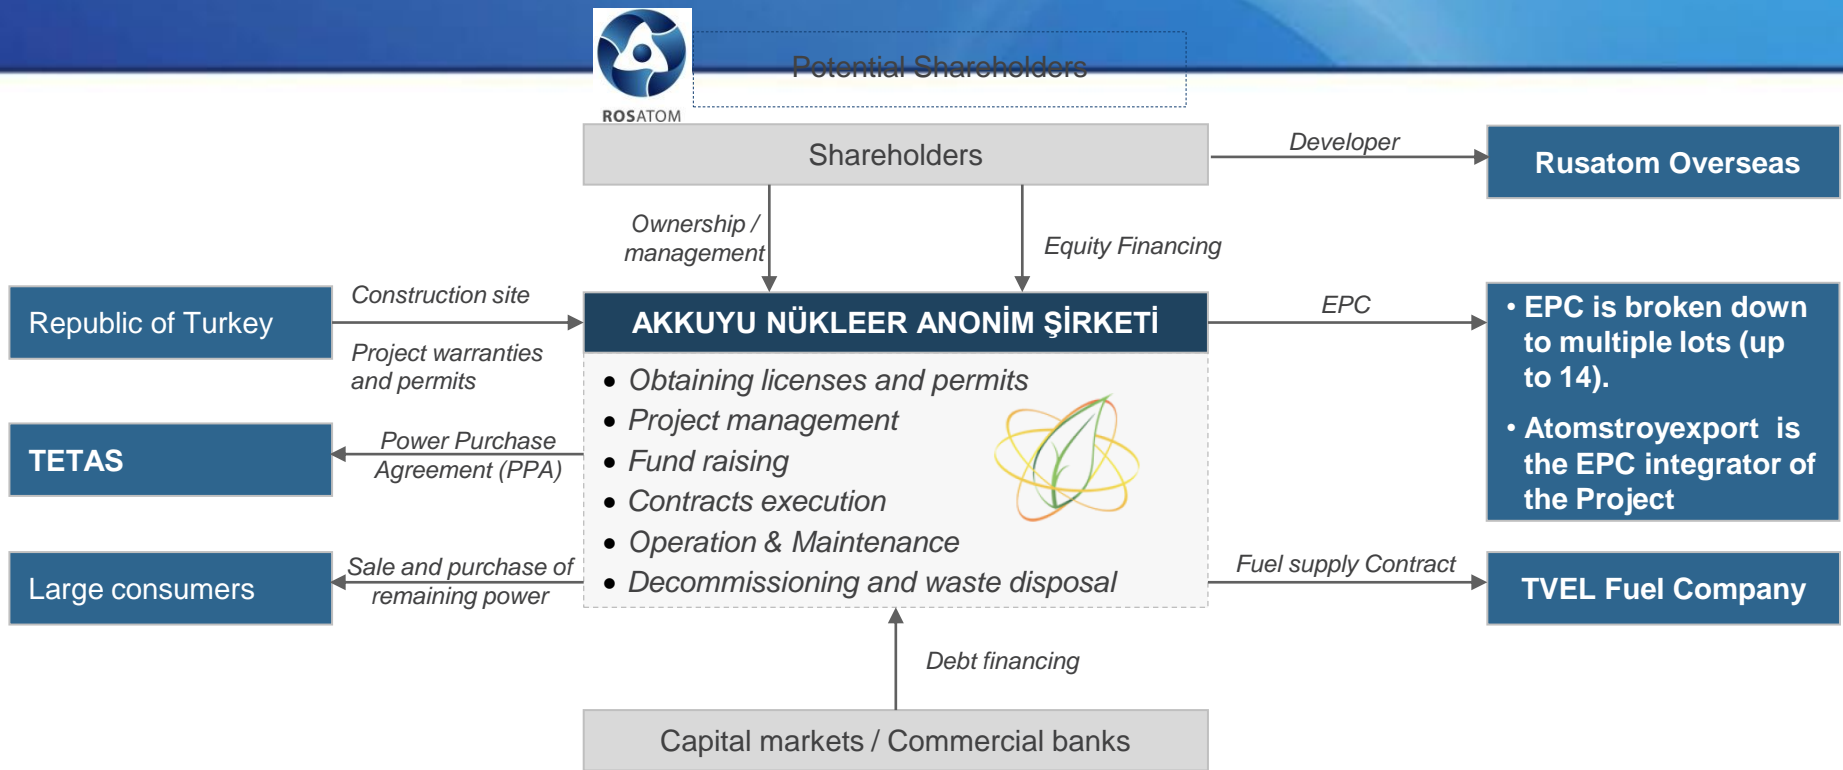 Potential Shareholders
ROSATOM
Shareholders
Developer
Rusatom Overseas
Ownership /
management
Equity Financing
Republic of Turkey
Construction site
Project warranties
and permits
AKKUYU NÜKLEER ANONİM ŞİRKETİ
EPC
• EPC is broken down
to multiple lots (up
to 14).
• Atomstroyexport is
the EPC integrator of
the Project
• Obtaining licenses and permits
• Project management
• Fund raising
• Contracts execution
• Operation & Maintenance
• Decommissioning and waste disposal
TETAS
Power Purchase
Agreement (PPA)
Large consumers
Sale and purchase of
remaining power
Fuel supply Contract
TVEL Fuel Company
Debt financing
Capital markets / Commercial banks